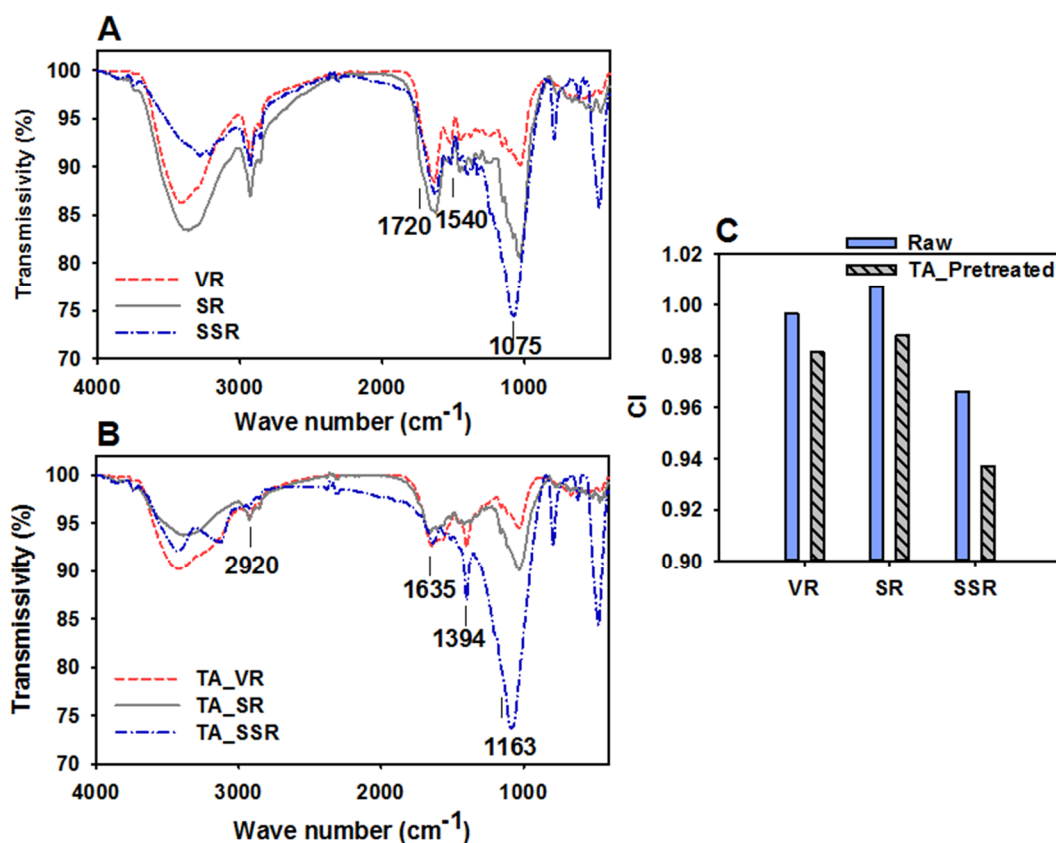 A
Transmissivity (%)
100
95
90
85
80
75
70
1720
1540
1075
VR
SR
SSR
4000 3000 2000 1000
Wave number (cm-1)
B
Transmissivity (%)
100
95
90
85
80
75
70
2920
1635
1394
1163
TA_VR
TA_SR
TA_SSR
4000 3000 2000 1000
Wave number (cm-1)
C
Raw
TA_Pretreated
CI
1.02
1.00
0.98
0.96
0.94
0.92
0.90
VR SR SSR